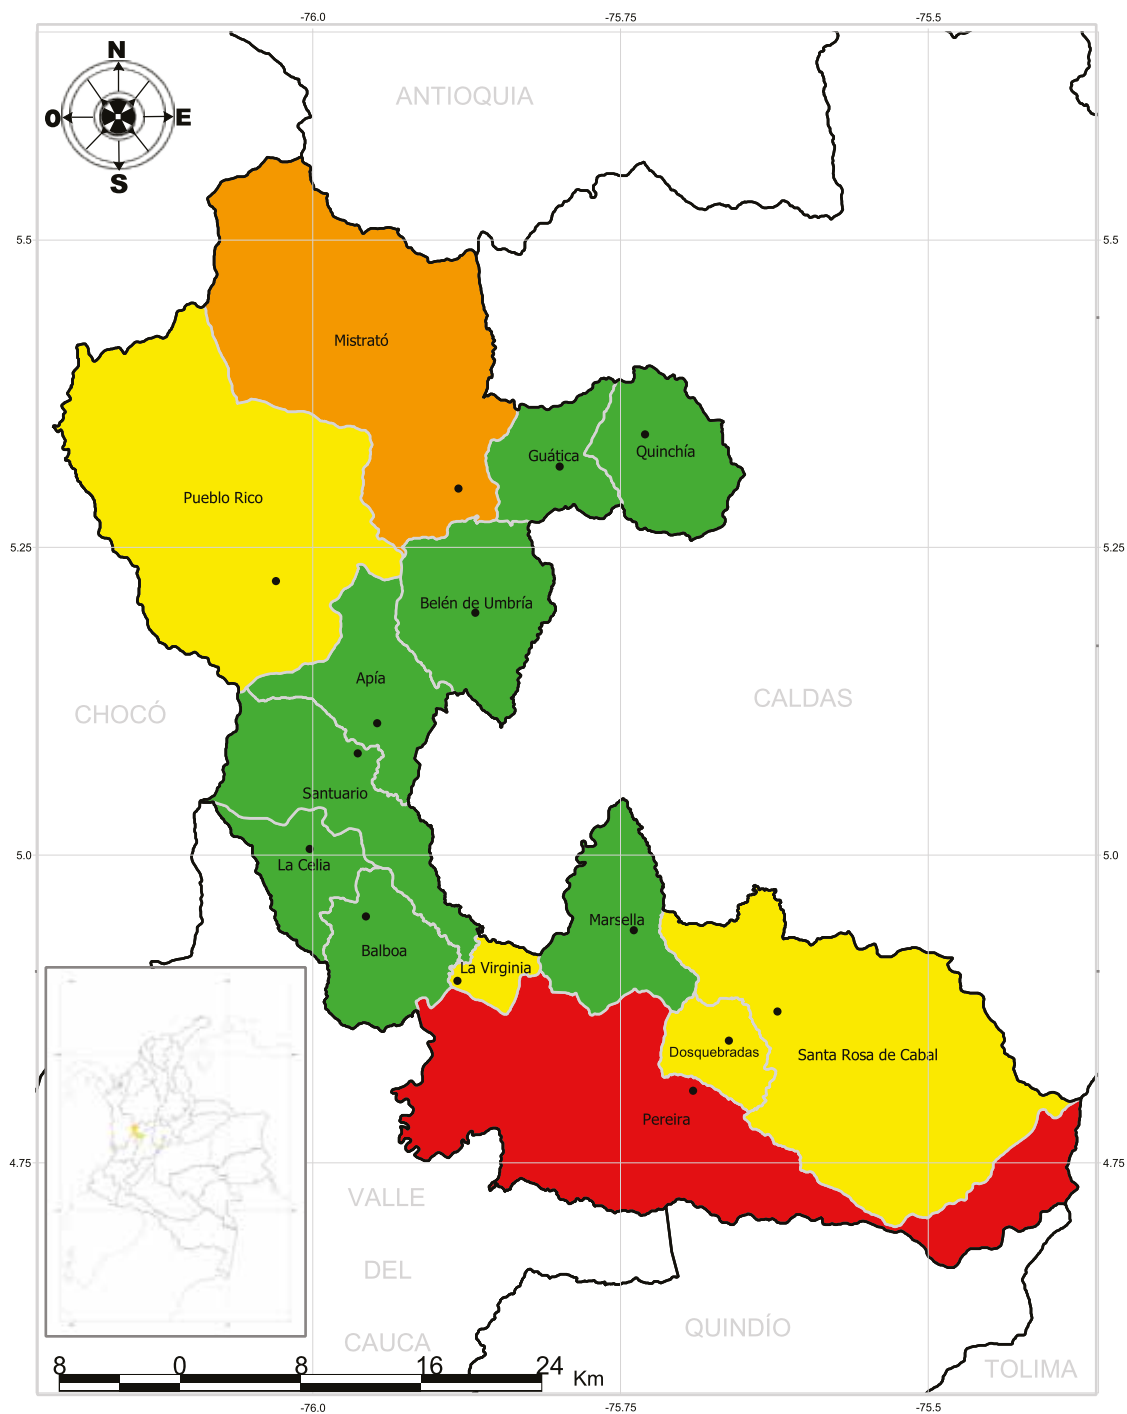 -76.0 -75.75 -75.5
N
O E
S
ANTIOQUIA
5.5 5.5
Mistrató
Guática Quinchía
Pueblo Rico
5.25 5.25
Belén de Umbría
Apía
CHOCÓ CALDAS
Santuario
5.0 5.0
La Celia
Marsella
Balboa
La Virginia
Dosquebradas Santa Rosa de Cabal
Pereira
4.75 4.75
VALLE
DEL
CAUCA
QUINDÍO
TOLIMA
8 0 8 16 24
Km
-76.0 -75.75 -75.5